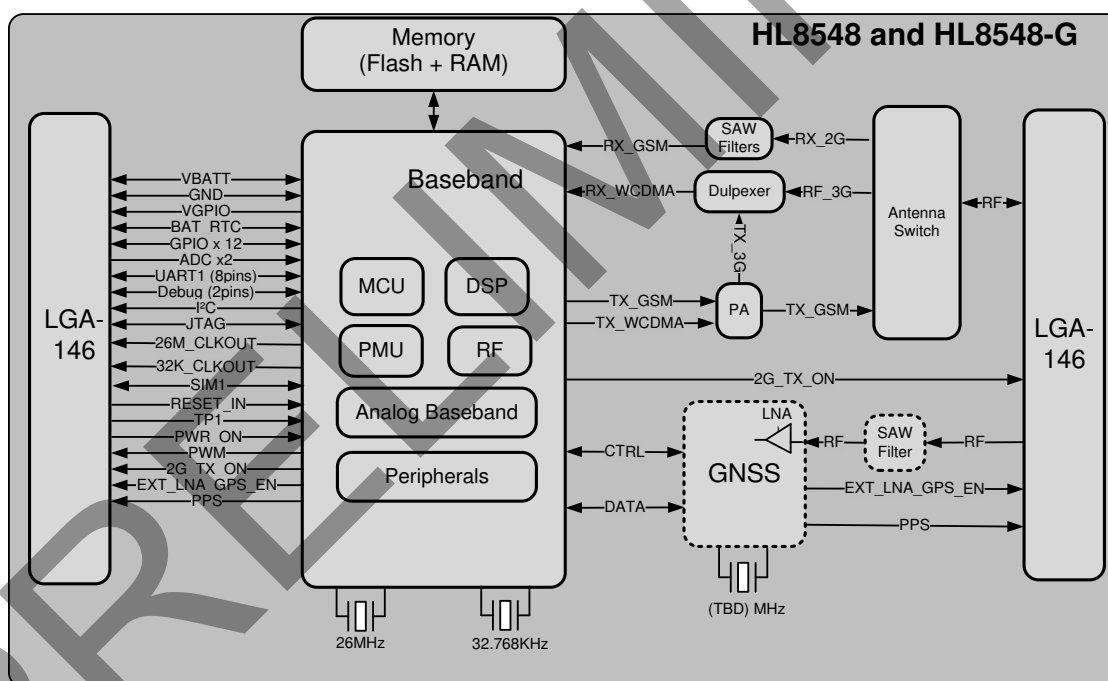 HL8548 and HL8548-G
Memory
(Flash + RAM)
LGA-
146
VBATT
GND
VGPIO
BAT_RTC
GPIO x 12
ADC x2
UART1 (8pins)
Debug (2pins)
I²C
JTAG
26M_CLKOUT
32K_CLKOUT
SIM1
RESET_IN
TP1
PWR_ON
PWM
2G_TX_ON
EXT_LNA_GPS_EN
PPS
Baseband
MCU
DSP
PMU
RF
Analog Baseband
Peripherals
26MHz
32.768KHz
RX_GSM
SAW
Filters
RX_2G
RX_WCDMA
Dulpexer
RF_3G
TX_3G
TX_GSM
TX_WCDMA
PA
TX_GSM
Antenna
Switch
RF
2G_TX_ON
CTRL
DATA
LNA
GNSS
RF
SAW
Filter
RF
EXT_LNA_GPS_EN
PPS
(TBD) MHz
LGA-
146
PRELIMI